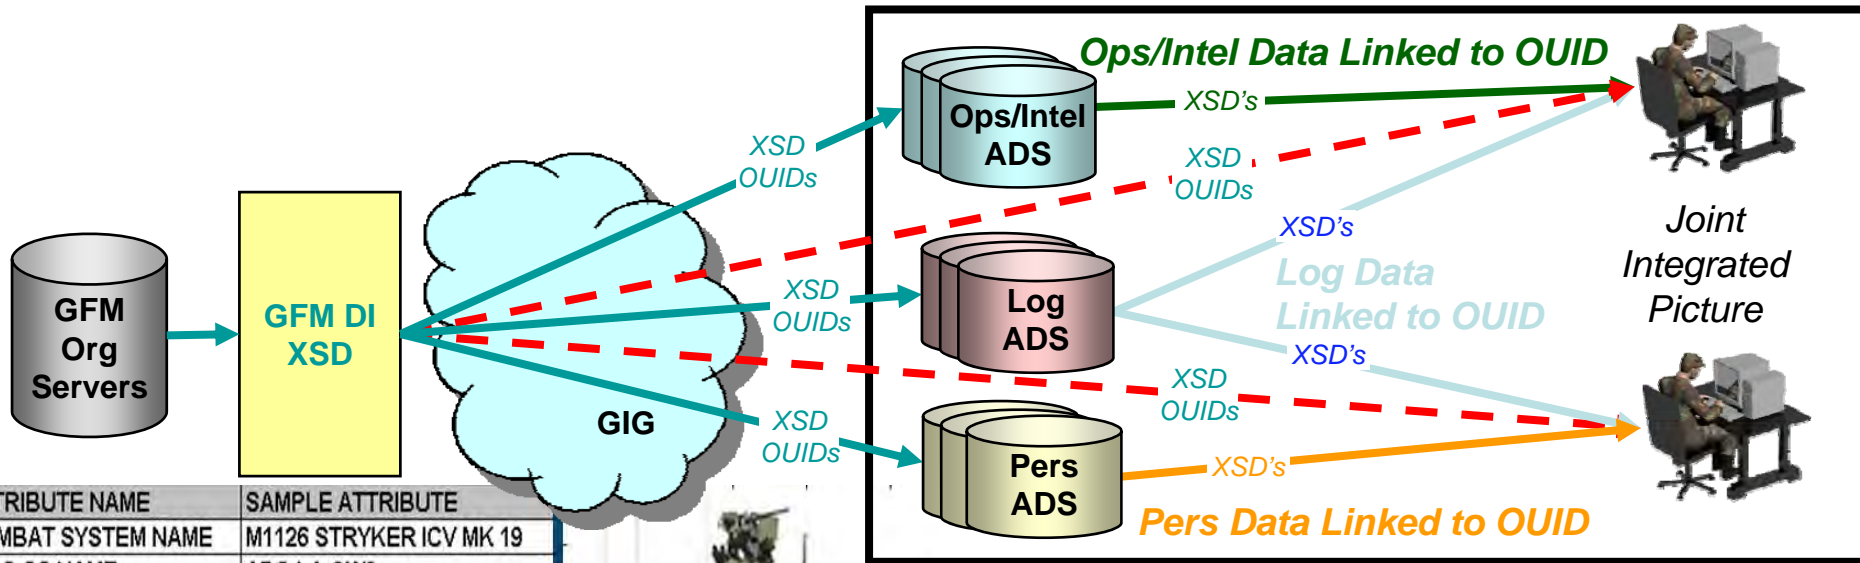 Ops/Intel Data Linked to OUID
XSD's
Ops/Intel
ADS
XSD
OUIDs
XSD
OUIDs
Joint
Integrated
Picture
XSD's
Log Data
Linked to OUID
XSD's
GFM
Org
Servers
GFM DI
XSD
XSD
OUIDs
Log
ADS
XSD
OUIDs
GIG
XSD
OUIDs
Pers
ADS
XSD's
Pers Data Linked to OUID
TRIBUTE NAME SAMPLE ATTRIBUTE
MBAT SYSTEM NAME M1126 STRYKER ICV MK 19